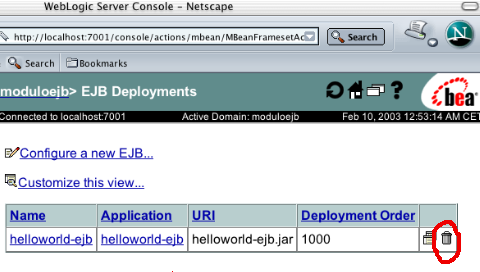 WebLogic Server Console - Netscape
http://localhost:7001/console/actions/mbean/MBeanFramesetAc
Search
N
Search Bookmarks
moduloejb> EJB Deployments
?
bea
Connected to localhost:7001 Active Domain: moduloejb Feb 10, 2003 12:53:14 AM CET
Configure a new EJB...
Customize this view...
Name Application URI Deployment Order
helloworld-ejb helloworld-ejb helloworld-ejb.jar 1000